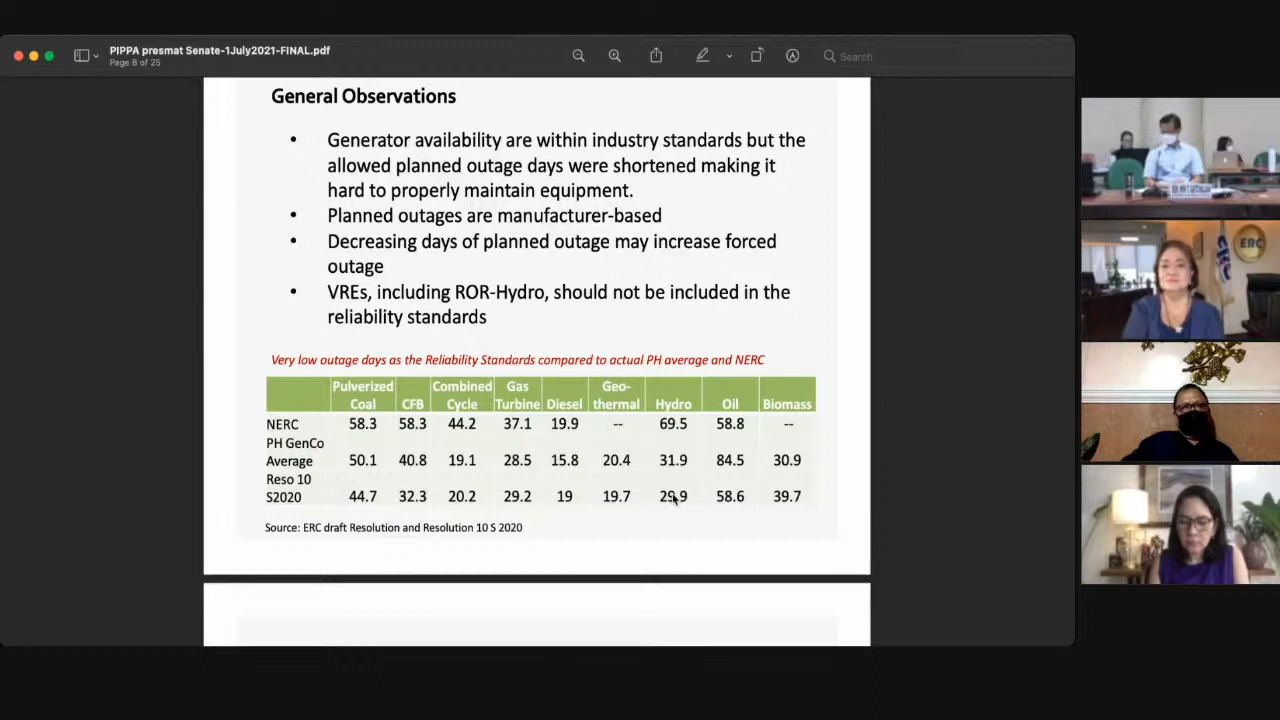 PIPPA presmat Senate-1July2021-FINAL.pdf
Page 8 of 25
Search
General Observations
• Generator availability are within industry standards but the
allowed planned outage days were shortened making it
hard to properly maintain equipment.
• Planned outages are manufacturer-based
• Decreasing days of planned outage may increase forced
outage
• VREs, including ROR-Hydro, should not be included in the
reliability standards
Very low outage days as the Reliability Standards compared to actual PH average and NERC
Pulverized Combined Gas Geo-
Coal CFB Cycle Turbine Diesel thermal Hydro Oil Biomass
NERC 58.3 58.3 44.2 37.1 19.9 -- 69.5 58.8 --
PH GenCo
Average 50.1 40.8 19.1 28.5 15.8 20.4 31.9 84.5 30.9
Reso 10
S2020 44.7 32.3 20.2 29.2 19 19.7 29.9 58.6 39.7
Source: ERC draft Resolution and Resolution 10 S 2020
ERC